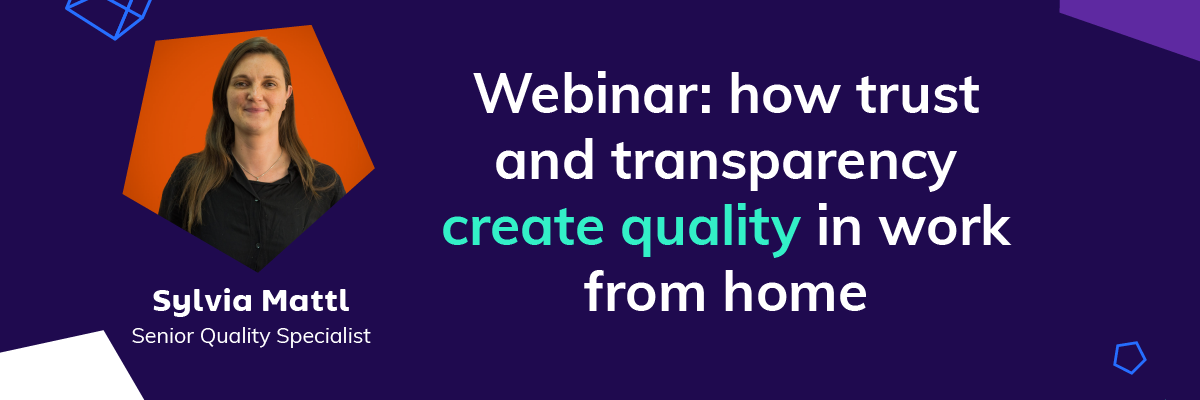 Webinar: how trust
and transparency
create quality in work
from home
Sylvia Mattl
Senior Quality Specialist